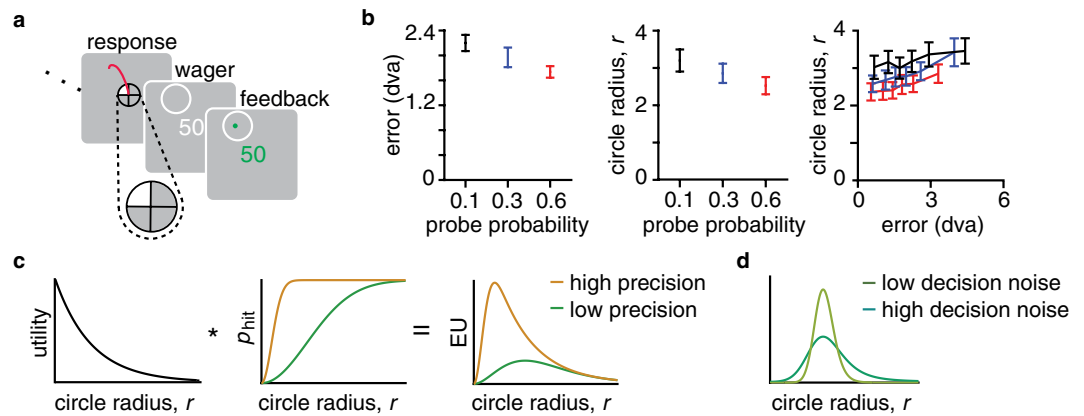 a
response
wager
feedback
50
50
b
2.4
1.2
0
error (dva)
0.1 0.3 0.6
probe probability
4
2
0
circle radius, r
0.1 0.3 0.6
probe probability
4
2
0
circle radius, r
0 3 6
error (dva)
c
utility
circle radius, r
*
p_hit
circle radius, r
=
EU
high precision
low precision
circle radius, r
d
low decision noise
high decision noise
circle radius, r